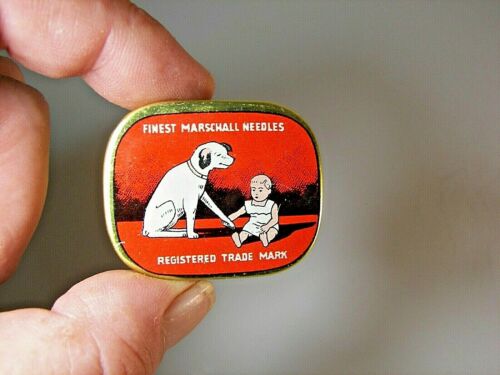 FINEST MARSCHALL NEEDLES
REGISTERED TRADE MARK